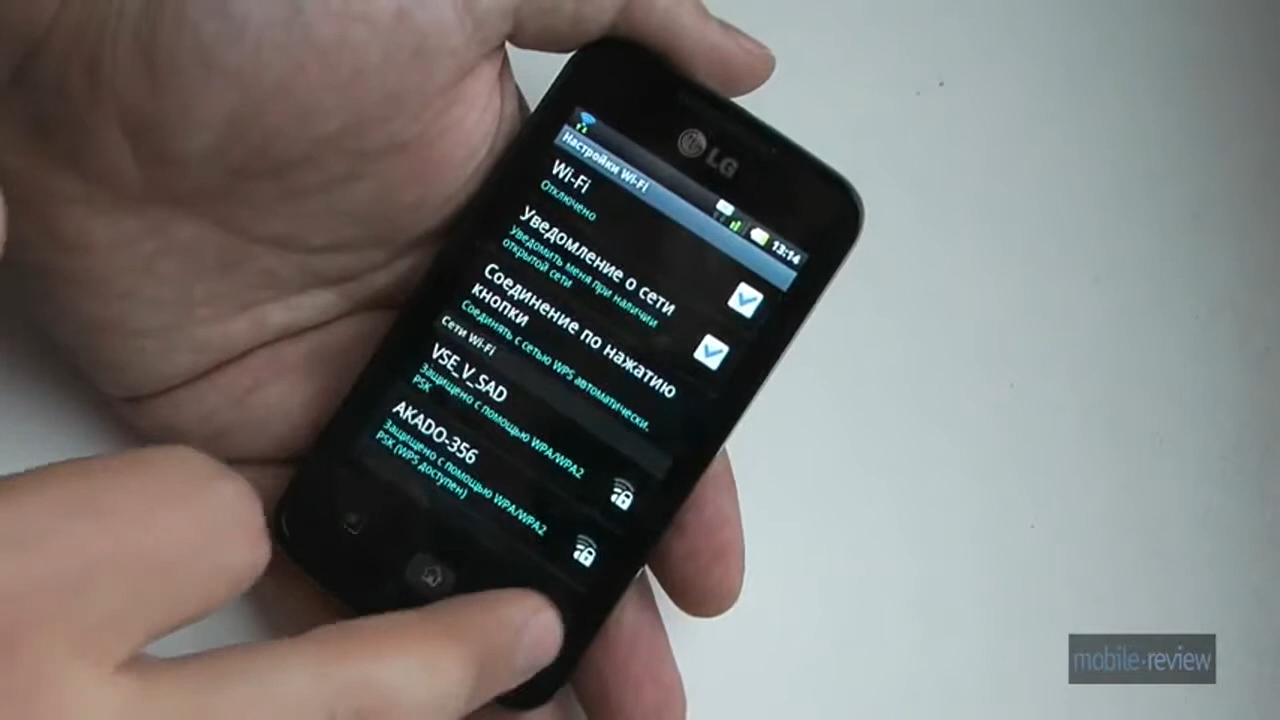 LG
13:14
Настройки Wi-Fi
Wi-Fi
Отключено
Уведомление о сети
Уведомить меня при наличии
открытой сети
Соединение по нажатию
кнопки
Соединять с сетью WPS автоматически.
Сети Wi-Fi
VSE_V_SAD
Защищено с помощью WPA/WPA2
PSK
AKADO-356
Защищено с помощью WPA/WPA2
PSK (WPS доступен)
mobile-review